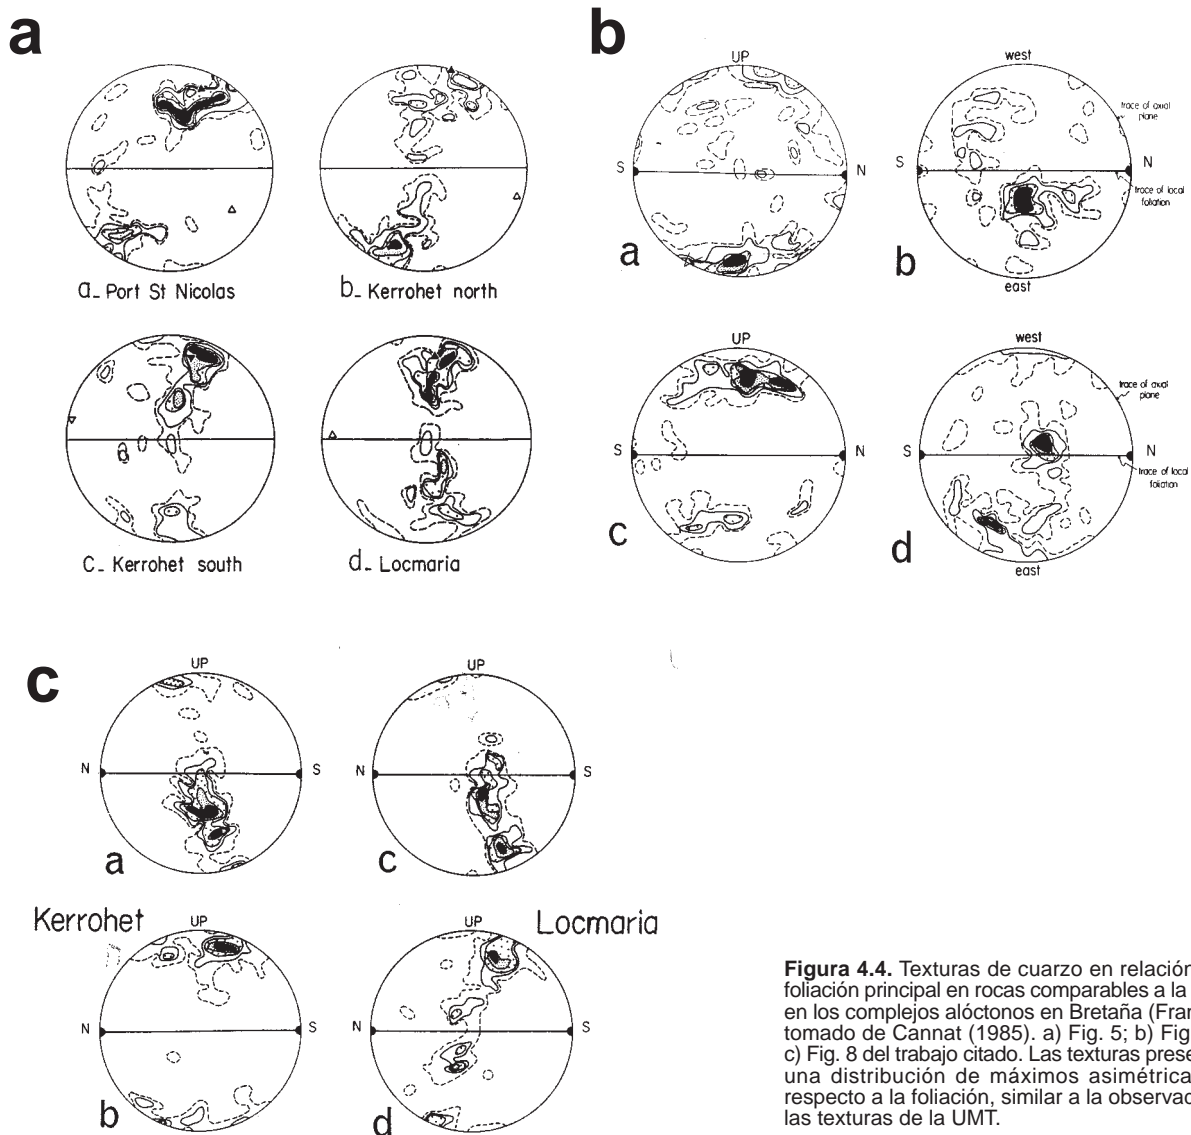 a
b
UP
west
trace of axial
plane
S
N
S
N
trace of local
foliation
a
b
a_ Port St Nicolas
b_ Kerrohet north
east
UP
west
trace of axial
plane
S
N
S
N
trace of local
foliation
c
d
c_ Kerrohet south
d_ Locmaria
east
c
UP
UP
N
S
N
S
a
c
Kerrohet
UP
UP
Locmaria
N
S
N
S
b
d
Figura 4.4. Texturas de cuarzo en relación
foliación principal en rocas comparables a la
en los complejos alóctonos en Bretaña (Fran
tomado de Cannat (1985). a) Fig. 5; b) Fig
c) Fig. 8 del trabajo citado. Las texturas prese
una distribución de máximos asimétrica
respecto a la foliación, similar a la observac
las texturas de la UMT.